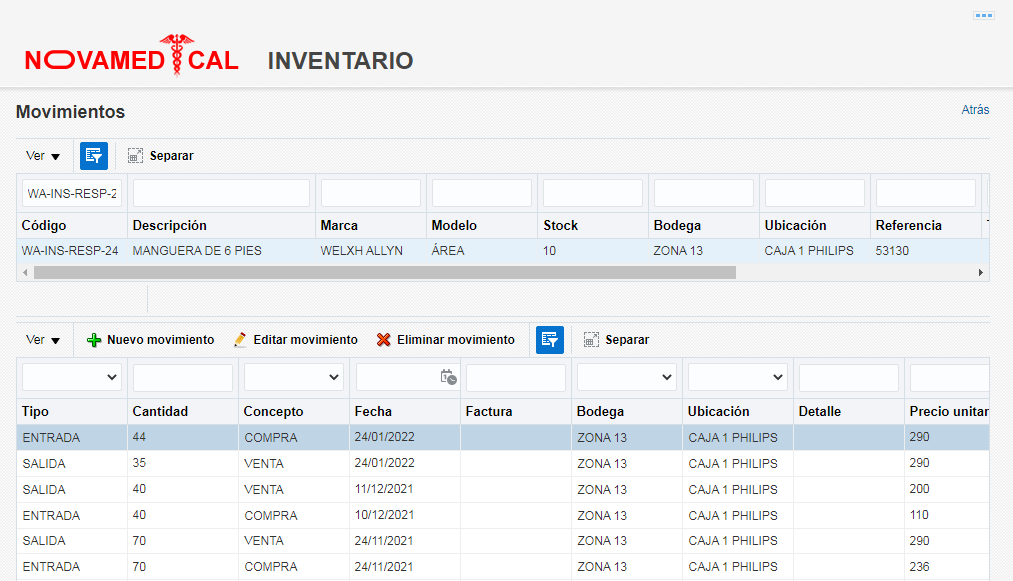 NOVAMEDICAL INVENTARIO
Movimientos Atrás
Ver Separar
WA-INS-RESP-2
Código Descripción Marca Modelo Stock Bodega Ubicación Referencia
WA-INS-RESP-24 MANGUERA DE 6 PIES WELXH ALLYN ÁREA 10 ZONA 13 CAJA 1 PHILIPS 53130
Ver Nuevo movimiento Editar movimiento Eliminar movimiento Separar
Tipo Cantidad Concepto Fecha Factura Bodega Ubicación Detalle Precio unitar
ENTRADA 44 COMPRA 24/01/2022 ZONA 13 CAJA 1 PHILIPS 290
SALIDA 35 VENTA 24/01/2022 ZONA 13 CAJA 1 PHILIPS 290
SALIDA 40 VENTA 11/12/2021 ZONA 13 CAJA 1 PHILIPS 200
ENTRADA 40 COMPRA 10/12/2021 ZONA 13 CAJA 1 PHILIPS 110
SALIDA 70 VENTA 24/11/2021 ZONA 13 CAJA 1 PHILIPS 290
ENTRADA 70 COMPRA 24/11/2021 ZONA 13 CAJA 1 PHILIPS 236